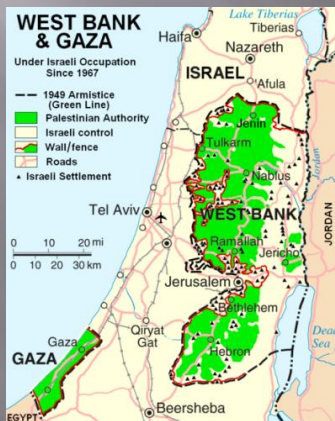 WEST BANK
& GAZA
Under Israeli Occupation
Since 1967
1949 Armistice
(Green Line)
Palestinian Authority
Israeli control
Wall/fence
Roads
Israeli Settlement
20 mi
0 10 20 30 km
Lake Tiberias
Haifa
Tiberias
Nazareth
ISRAEL
Afula
Jenin
Tulkarm
Nablus
Tel Aviv
WEST BANK
Ramallah
Jericho
JORDAN
Jerusalem
Bethlehem
Dead
Sea
Qiryat
Gat
Gaza
GAZA
Hebron
Beersheba
EGYPT